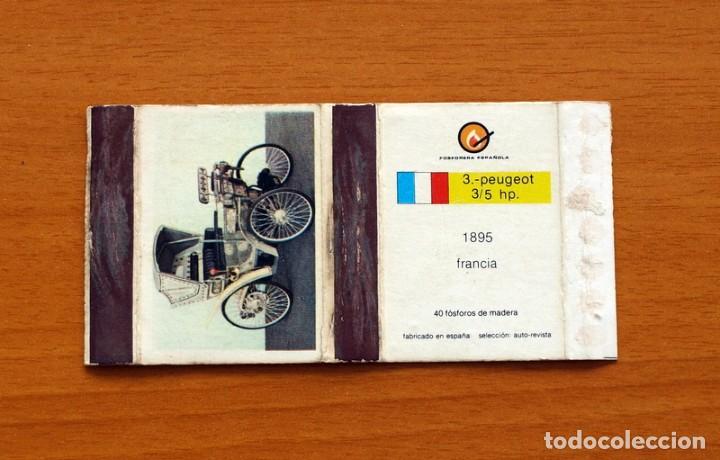 FOSFORERA ESPAÑOLA
3.-peugeot
3/5 hp.
1895
francia
40 fósforos de madera
fabricado en españa selección: auto-revista
todocoleccion